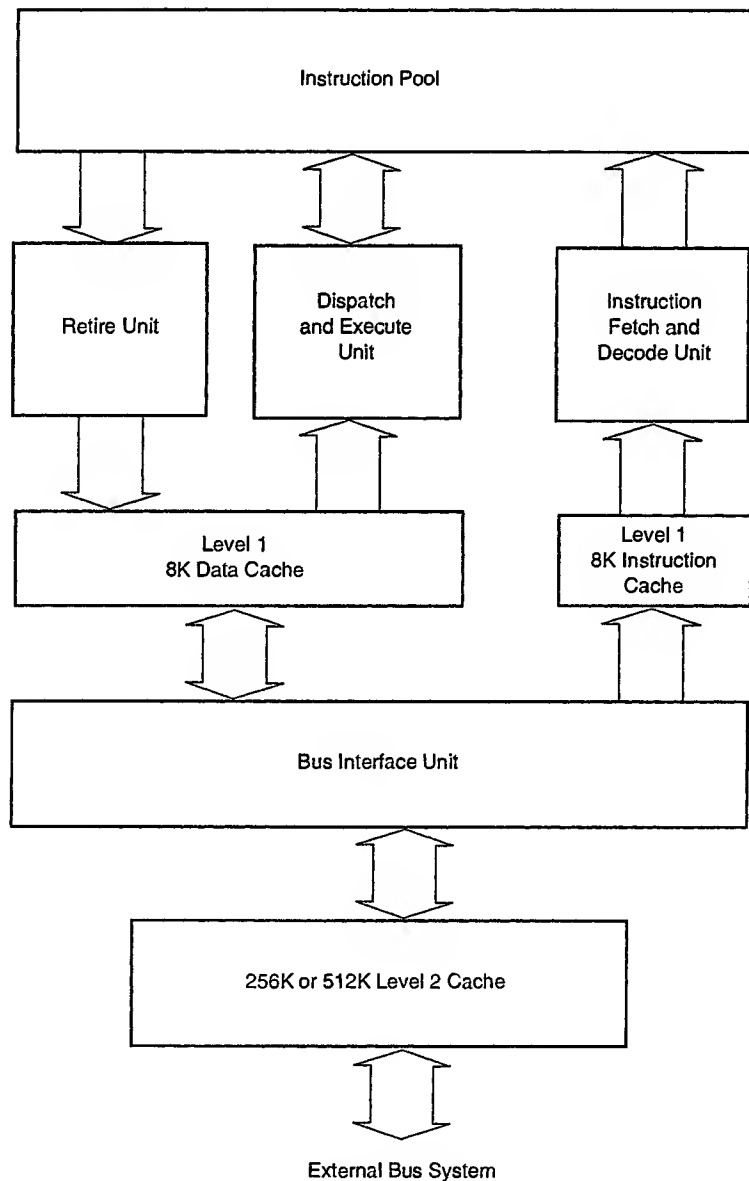 Instruction Pool
Retire Unit
Dispatch
and Execute
Unit
Instruction
Fetch and
Decode Unit
Level 1
8K Data Cache
Level 1
8K Instruction
Cache
Bus Interface Unit
256K or 512K Level 2 Cache
External Bus System